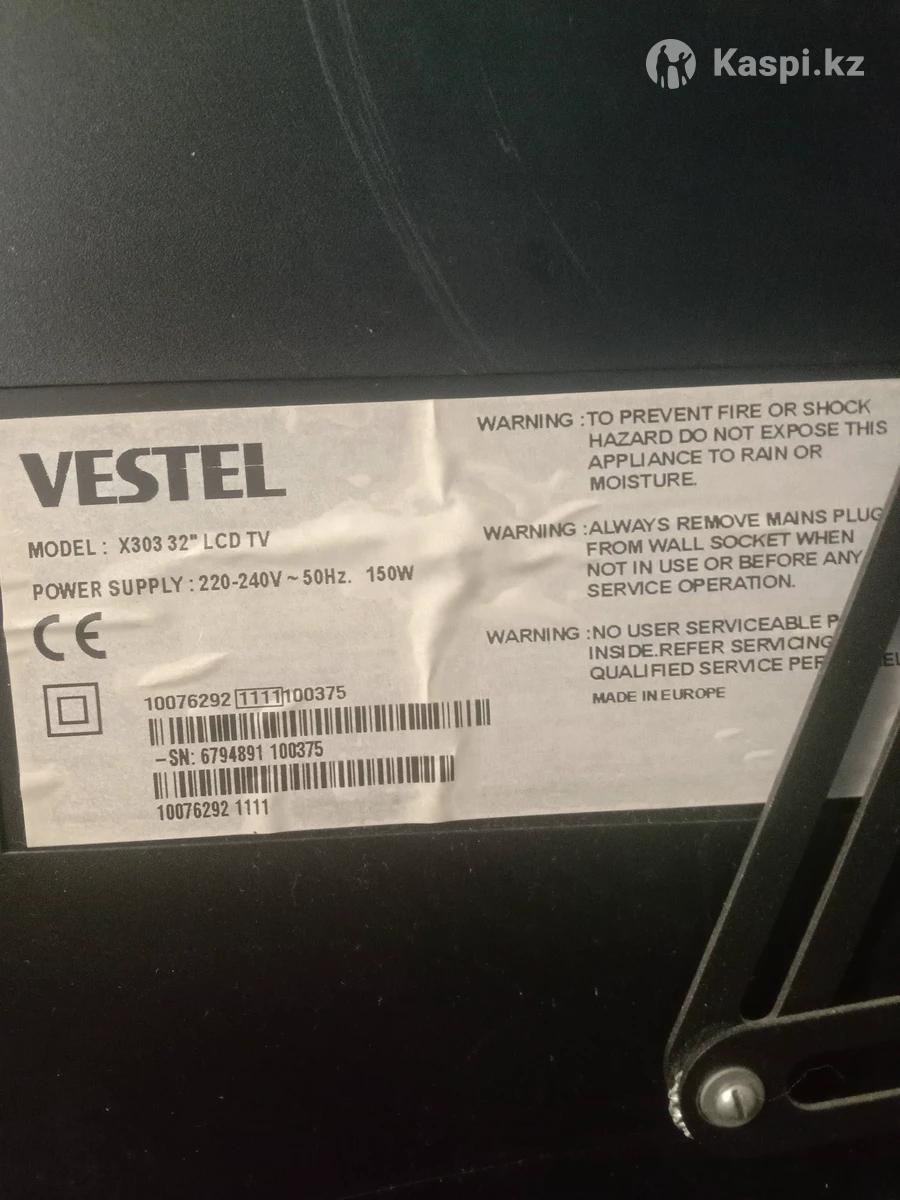 Kaspi.kz
VESTEL
MODEL : X303 32" LCD TV
POWER SUPPLY : 220-240V ~ 50Hz. 150W
CE
10076292 1111 100375
–SN: 6794891 100375
10076292 1111
WARNING : TO PREVENT FIRE OR SHOCK
HAZARD DO NOT EXPOSE THIS
APPLIANCE TO RAIN OR
MOISTURE.
WARNING : ALWAYS REMOVE MAINS PLUG
FROM WALL SOCKET WHEN
NOT IN USE OR BEFORE ANY
SERVICE OPERATION.
WARNING : NO USER SERVICEABLE
INSIDE.REFER SERVICING
QUALIFIED SERVICE
MADE IN EUROPE